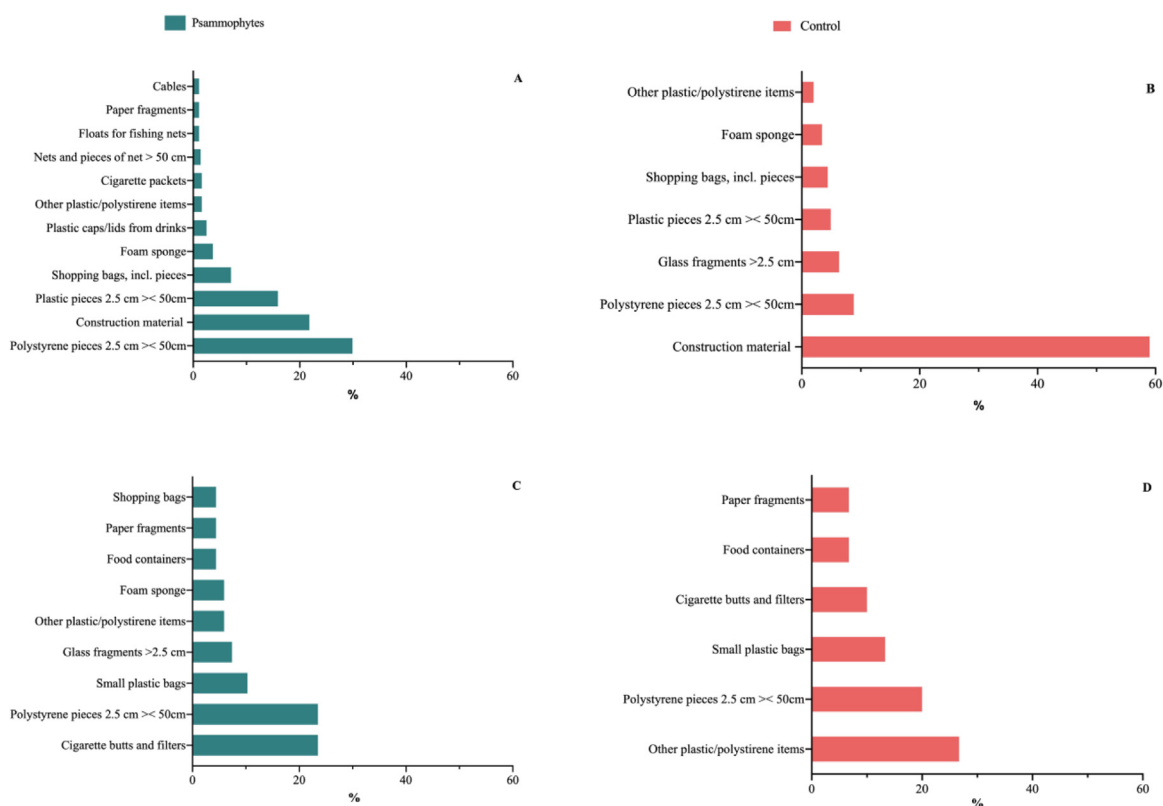 Psammophytes
Control
A
Cables
Paper fragments
Floats for fishing nets
Nets and pieces of net > 50 cm
Cigarette packets
Other plastic/polystirene items
Plastic caps/lids from drinks
Foam sponge
Shopping bags, incl. pieces
Plastic pieces 2.5 cm >< 50cm
Construction material
Polystyrene pieces 2.5 cm >< 50cm
0 20 40 60
%
B
Other plastic/polystirene items
Foam sponge
Shopping bags, incl. pieces
Plastic pieces 2.5 cm >< 50cm
Glass fragments >2.5 cm
Polystyrene pieces 2.5 cm >< 50cm
Construction material
0 20 40 60
%
C
Shopping bags
Paper fragments
Food containers
Foam sponge
Other plastic/polystirene items
Glass fragments >2.5 cm
Small plastic bags
Polystyrene pieces 2.5 cm >< 50cm
Cigarette butts and filters
0 20 40 60
%
D
Paper fragments
Food containers
Cigarette butts and filters
Small plastic bags
Polystyrene pieces 2.5 cm >< 50cm
Other plastic/polystirene items
0 20 40 60
%